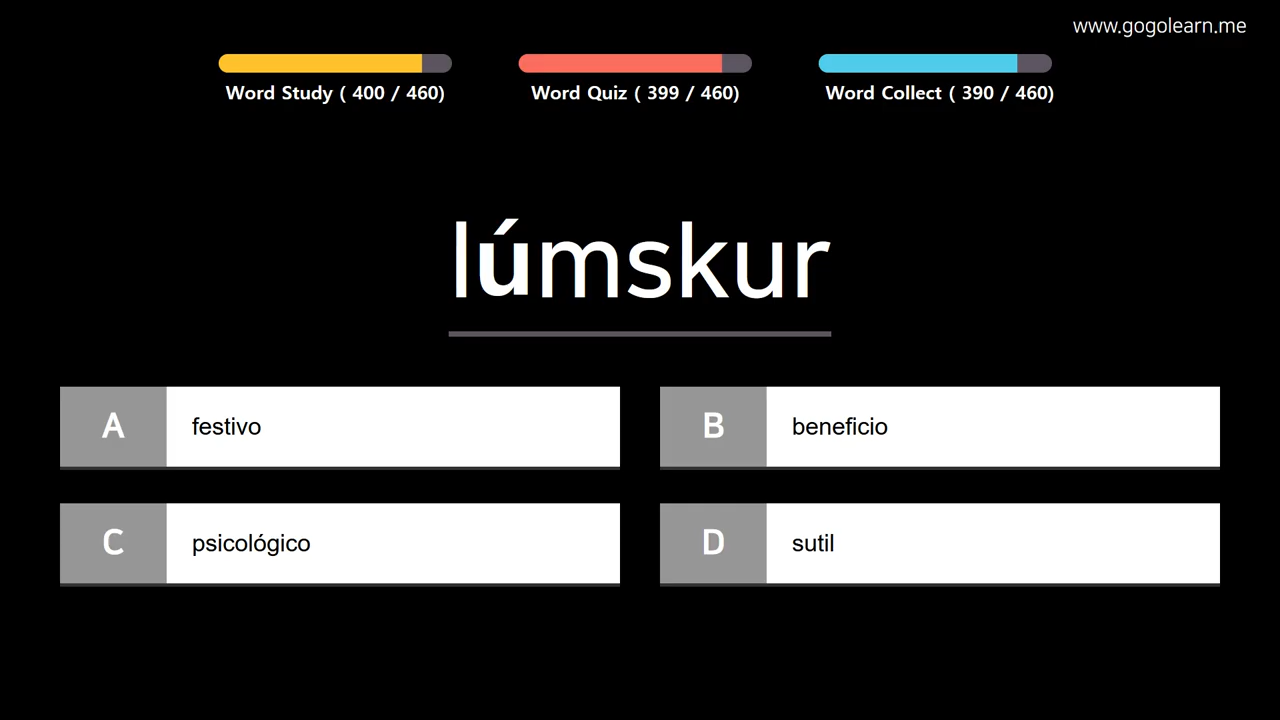 www.gogolearn.me
Word Study ( 400 / 460)
Word Quiz ( 399 / 460)
Word Collect ( 390 / 460)
lúmskur
A festivo
B beneficio
C psicológico
D sutil